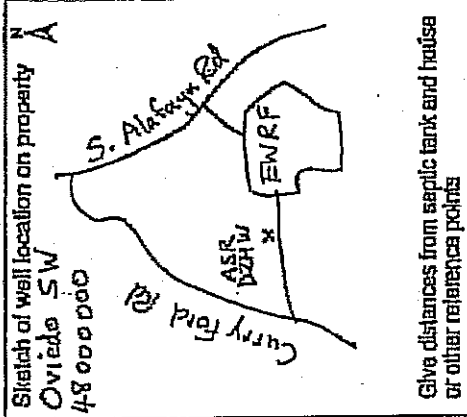 Sketch of well location on property
N
Oviedo SW
48000000
S. Alafaya Rd
EWRF
ASR
DZMW
Curry Ford Rd
Give distances from septic tank and house
or other reference points